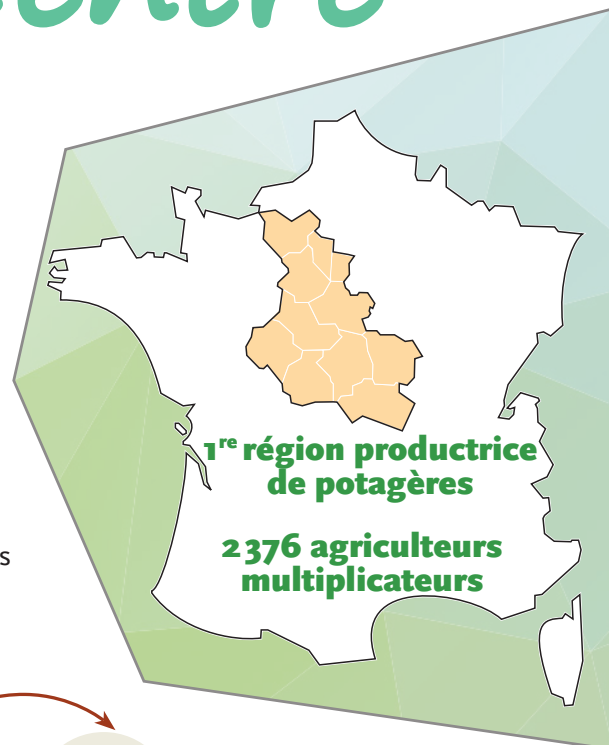 1re région productrice
de potagères
2 376 agriculteurs
multiplicateurs
s